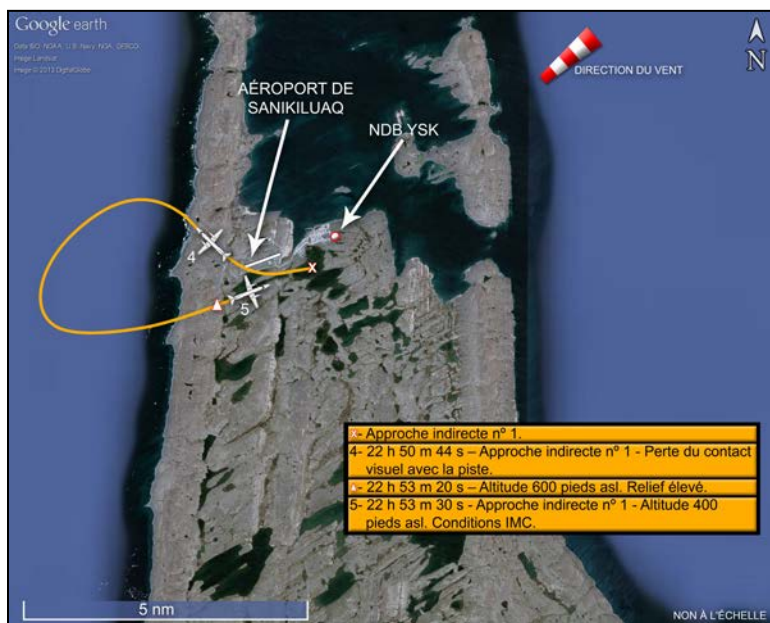 Google earth
Data SIO, NOAA, U.S. Navy, NGA, GEBCO
Image Landsat
Image © 2013 DigitalGlobe
N
DIRECTION DU VENT
AÉROPORT DE
SANIKILUAQ
NDB YSK
4
X
5
X- Approche indirecte nº 1.
4- 22 h 50 m 44 s – Approche indirecte nº 1 - Perte du contact
visuel avec la piste.
- 22 h 53 m 20 s – Altitude 600 pieds asl. Relief élevé.
5- 22 h 53 m 30 s - Approche indirecte nº 1 - Altitude 400
pieds asl. Conditions IMC.
5 nm
NON À L'ÉCHELLE